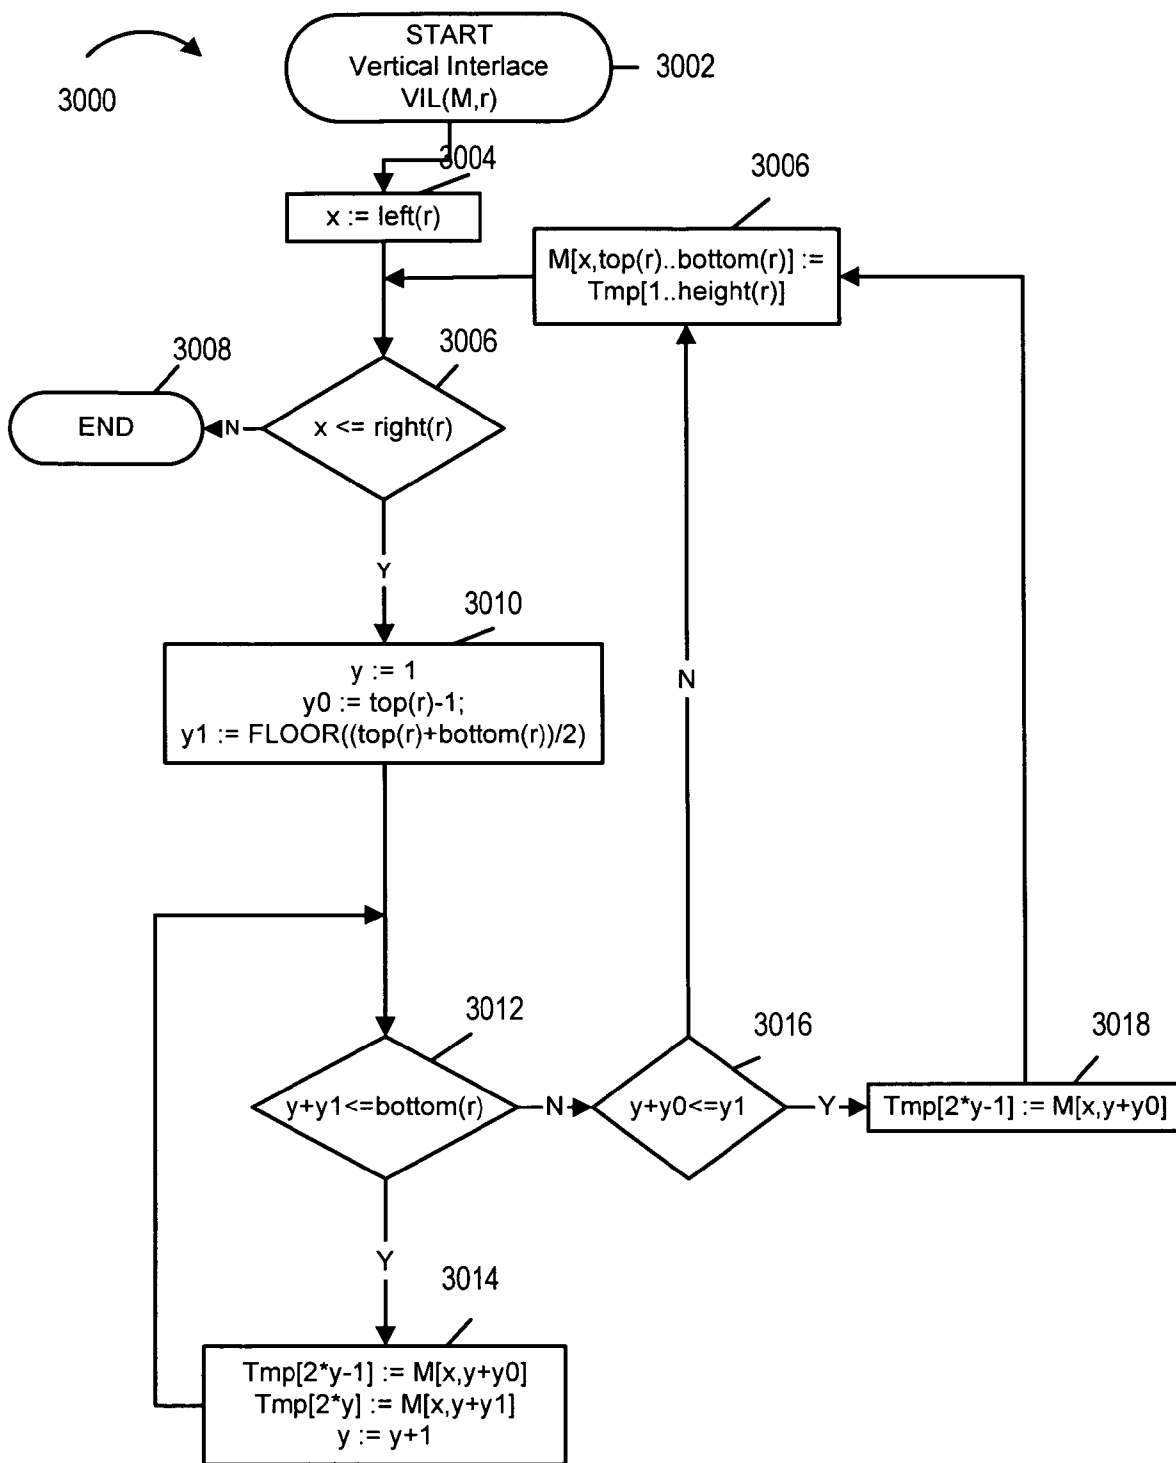 START
Vertical Interlace
VIL(M,r)
3002
3000
3004
x := left(r)
3006
M[x,top(r)..bottom(r)] :=
Tmp[1..height(r)]
3006
3008
END
N
x <= right(r)
Y
3010
y := 1
y0 := top(r)-1;
y1 := FLOOR((top(r)+bottom(r))/2)
N
3012
y+y1<=bottom(r)
N
3016
y+y0<=y1
Y
3018
Tmp[2*y-1] := M[x,y+y0]
Y
3014
Tmp[2*y-1] := M[x,y+y0]
Tmp[2*y] := M[x,y+y1]
y := y+1